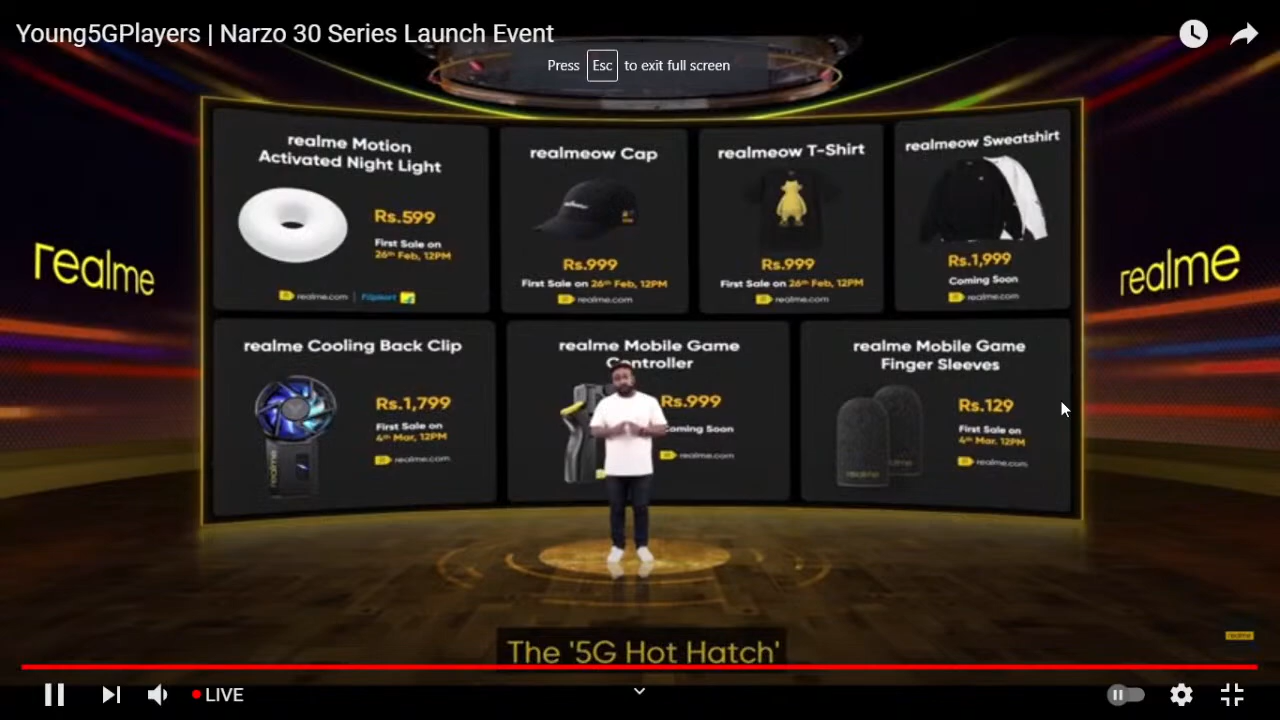 Young5GPlayers | Narzo 30 Series Launch Event
Press Esc to exit full screen
realme
realme
realme Motion
Activated Night Light
Rs.599
First Sale on
26th Feb, 12PM
realme.com | Flipkart
realmeow Cap
Rs.999
First Sale on 26th Feb, 12PM
realme.com
realmeow T-Shirt
Rs.999
First Sale on 26th Feb, 12PM
realme.com
realmeow Sweatshirt
Rs.1,999
Coming Soon
realme.com
realme Cooling Back Clip
realme
Rs.1,799
First Sale on
4th Mar, 12PM
realme.com
realme Mobile Game
Controller
Rs.999
Coming Soon
realme.com
realme Mobile Game
Finger Sleeves
realme
realme
Rs.129
First Sale on
4th Mar, 12PM
realme.com
The '5G Hot Hatch'
realme
LIVE